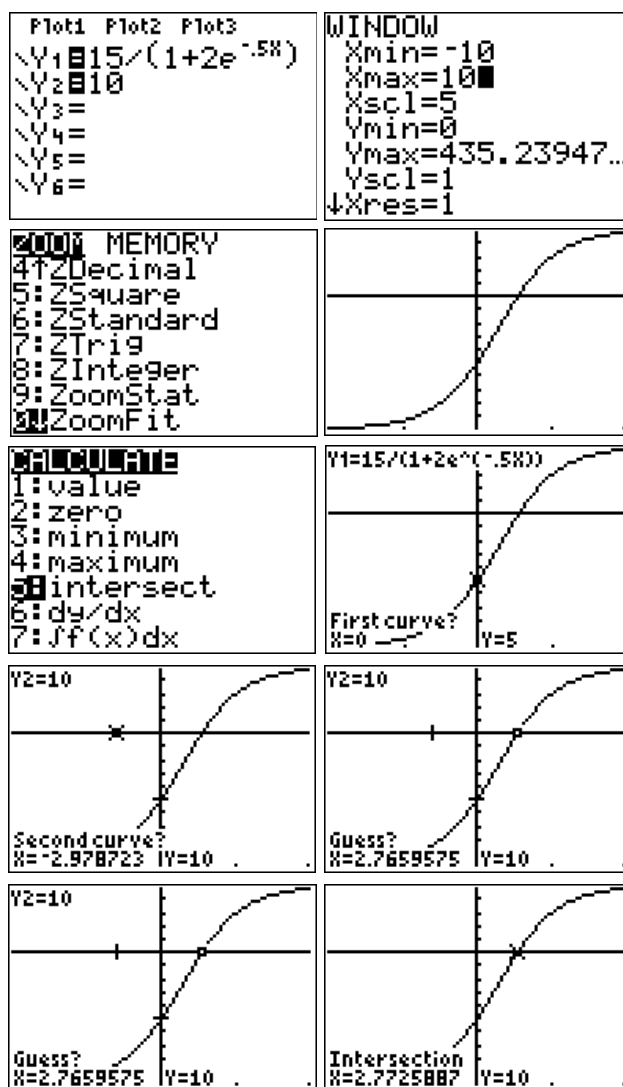 Plot1 Plot2 Plot3
\Y1=15/(1+2e^-.5X)
\Y2=10
\Y3=
\Y4=
\Y5=
\Y6=
WINDOW
Xmin=-10
Xmax=10
Xscl=5
Ymin=0
Ymax=435.23947…
Yscl=1
↓Xres=1
ZOOM MEMORY
4↑ZDecimal
5:ZSquare
6:ZStandard
7:ZTrig
8:ZInteger
9:ZoomStat
0↓ZoomFit
CALCULATE
1:value
2:zero
3:minimum
4:maximum
5:intersect
6:dy/dx
7:∫f(x)dx
Y1=15/(1+2e^(-.5X))
First curve?
X=0 Y=5
Y2=10
Second curve?
X=-2.978723 Y=10
Y2=10
Guess?
X=2.7659575 Y=10
Y2=10
Guess?
X=2.7659575 Y=10
Intersection
X=2.7725887 Y=10